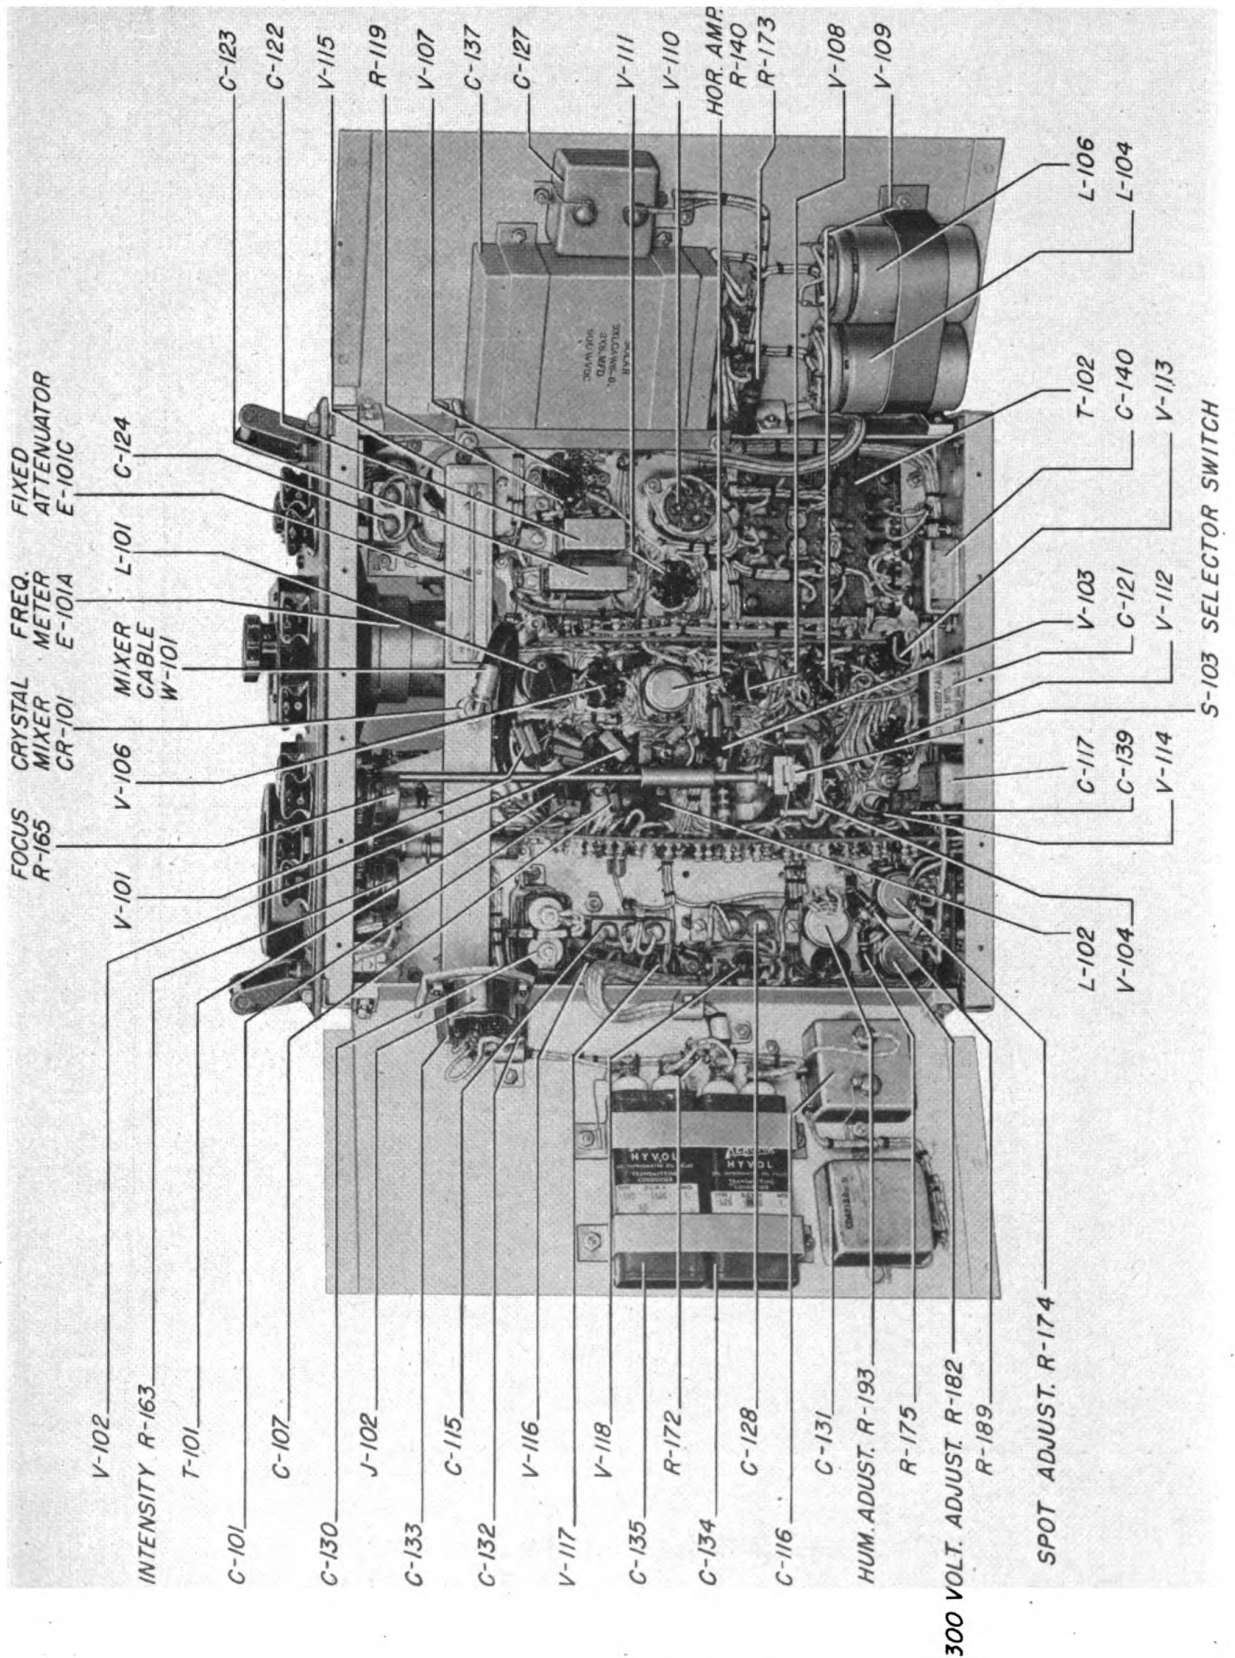 FOCUS
R-165
CRYSTAL
MIXER
CR-101
FREQ.
METER
E-101A
FIXED
ATTENUATOR
E-101C
V-101
V-106
MIXER
CABLE
W-101
L-101
C-124
V-102
INTENSITY R-163
T-101
C-101
C-107
C-130
J-102
C-133
C-115
C-132
V-116
V-117
V-118
C-135
R-172
C-134
C-128
C-116
C-131
HUM. ADUST. R-193
R-175
300 VOLT. ADJUST. R-182
R-189
SPOT ADJUST. R-174
C-123
C-122
V-115
R-119
V-107
C-137
C-127
V-111
V-110
HOR. AMP.
R-140
R-173
V-108
V-109
L-106
L-104
T-102
C-140
V-113
V-103
C-121
V-112
S-103 SELECTOR SWITCH
C-117
C-139
V-114
L-102
V-104
SOLAR
600 WVDC